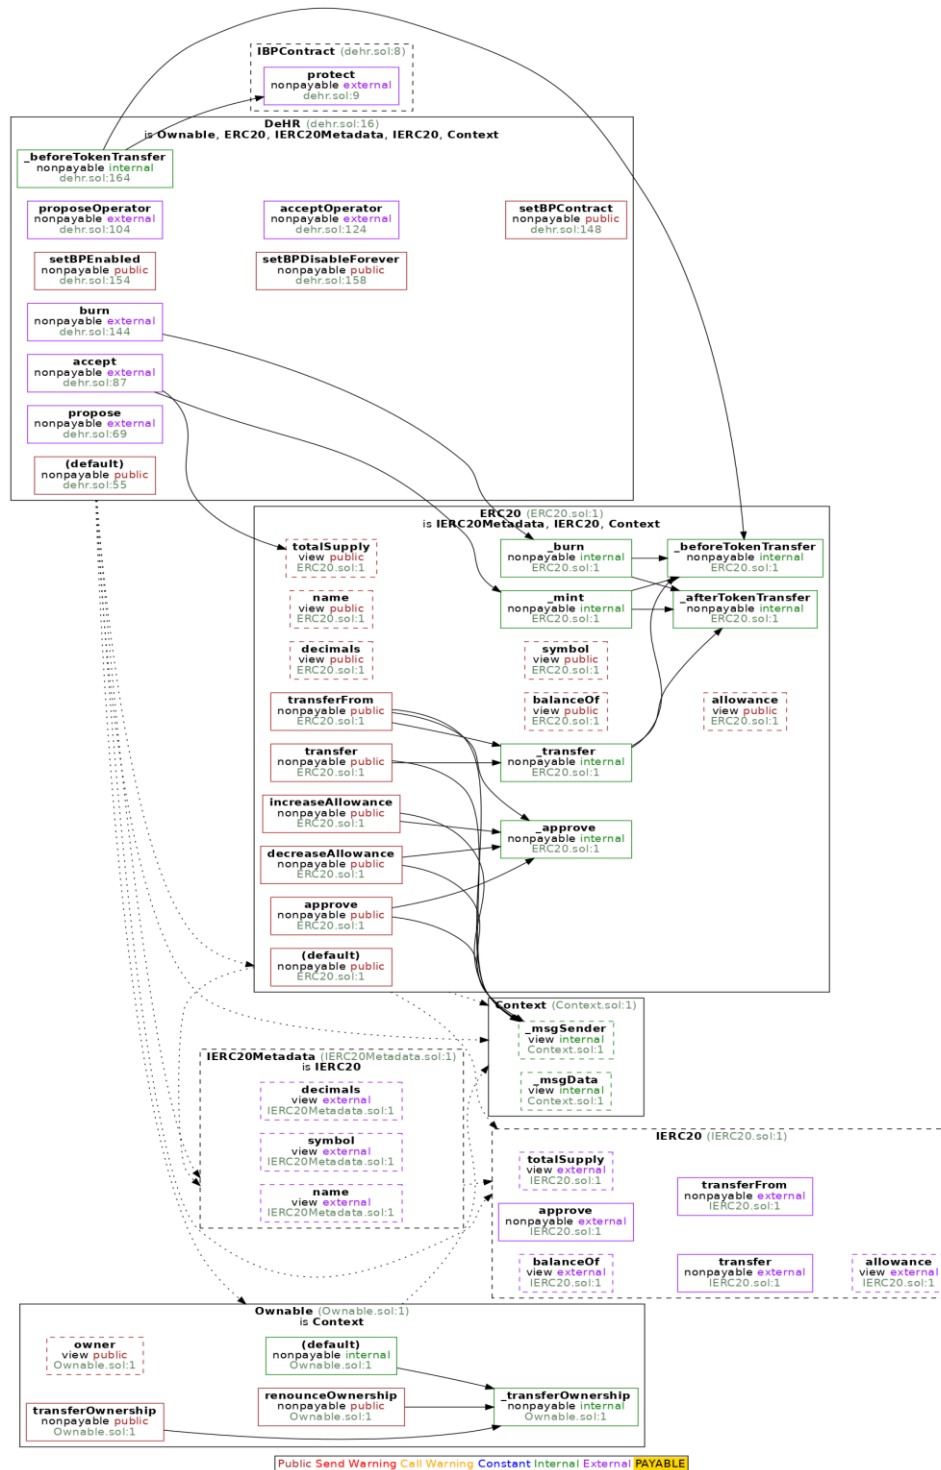 IBPContract (dehr.sol:8)
protect
nonpayable external
dehr.sol:9
DeHR (dehr.sol:16)
is Ownable, ERC20, IERC20Metadata, IERC20, Context
_beforeTokenTransfer
nonpayable internal
dehr.sol:164
proposeOperator
nonpayable external
dehr.sol:104
acceptOperator
nonpayable external
dehr.sol:124
setBPContract
nonpayable public
dehr.sol:148
setBPEnabled
nonpayable public
dehr.sol:154
setBPDisableForever
nonpayable public
dehr.sol:158
burn
nonpayable external
dehr.sol:144
accept
nonpayable external
dehr.sol:87
propose
nonpayable external
dehr.sol:69
(default)
nonpayable public
dehr.sol:55
ERC20 (ERC20.sol:1)
is IERC20Metadata, IERC20, Context
totalSupply
view public
ERC20.sol:1
_burn
nonpayable internal
ERC20.sol:1
_beforeTokenTransfer
nonpayable internal
ERC20.sol:1
name
view public
ERC20.sol:1
_mint
nonpayable internal
ERC20.sol:1
_afterTokenTransfer
nonpayable internal
ERC20.sol:1
decimals
view public
ERC20.sol:1
symbol
view public
ERC20.sol:1
transferFrom
nonpayable public
ERC20.sol:1
balanceOf
view public
ERC20.sol:1
allowance
view public
ERC20.sol:1
transfer
nonpayable public
ERC20.sol:1
_transfer
nonpayable internal
ERC20.sol:1
increaseAllowance
nonpayable public
ERC20.sol:1
_approve
nonpayable internal
ERC20.sol:1
decreaseAllowance
nonpayable public
ERC20.sol:1
approve
nonpayable public
ERC20.sol:1
(default)
nonpayable public
ERC20.sol:1
Context (Context.sol:1)
_msgSender
view internal
Context.sol:1
_msgData
view internal
Context.sol:1
IERC20Metadata (IERC20Metadata.sol:1)
is IERC20
decimals
view external
IERC20Metadata.sol:1
symbol
view external
IERC20Metadata.sol:1
name
view external
IERC20Metadata.sol:1
IERC20 (IERC20.sol:1)
totalSupply
view external
IERC20.sol:1
transferFrom
nonpayable external
IERC20.sol:1
approve
nonpayable external
IERC20.sol:1
balanceOf
view external
IERC20.sol:1
transfer
nonpayable external
IERC20.sol:1
allowance
view external
IERC20.sol:1
Ownable (Ownable.sol:1)
is Context
owner
view public
Ownable.sol:1
(default)
nonpayable internal
Ownable.sol:1
transferOwnership
nonpayable public
Ownable.sol:1
renounceOwnership
nonpayable public
Ownable.sol:1
_transferOwnership
nonpayable internal
Ownable.sol:1
Public Send Warning Call Warning Constant Internal External PAYABLE